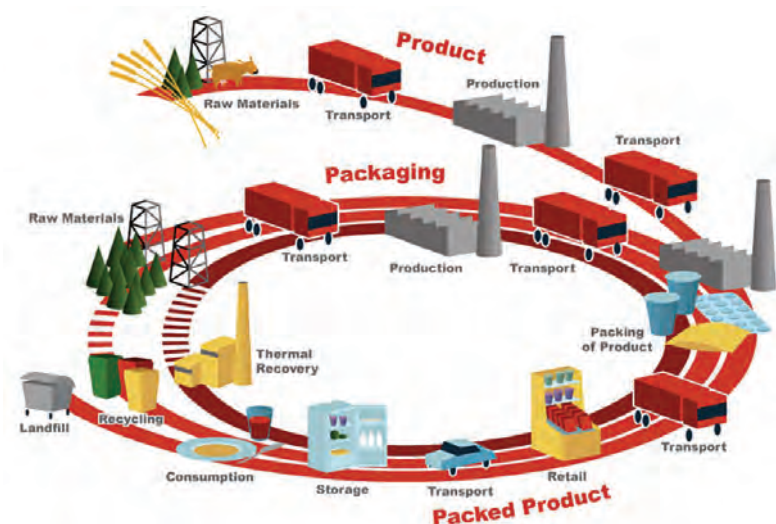 Product
Production
Raw Materials
Transport
Transport
Packaging
Raw Materials
Transport
Production
Transport
Packing
of Product
Thermal
Recovery
Landfill
Recycling
Transport
Consumption
Storage
Transport
Retail
Packed Product